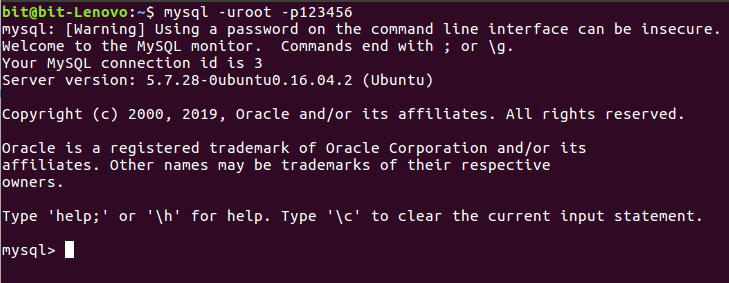 bit@bit-Lenovo:~$ mysql -uroot -p123456
mysql: [Warning] Using a password on the command line interface can be insecure.
Welcome to the MySQL monitor.  Commands end with ; or \g.
Your MySQL connection id is 3
Server version: 5.7.28-0ubuntu0.16.04.2 (Ubuntu)
Copyright (c) 2000, 2019, Oracle and/or its affiliates. All rights reserved.
Oracle is a registered trademark of Oracle Corporation and/or its
affiliates. Other names may be trademarks of their respective
owners.
Type 'help;' or '\h' for help. Type '\c' to clear the current input statement.
mysql>